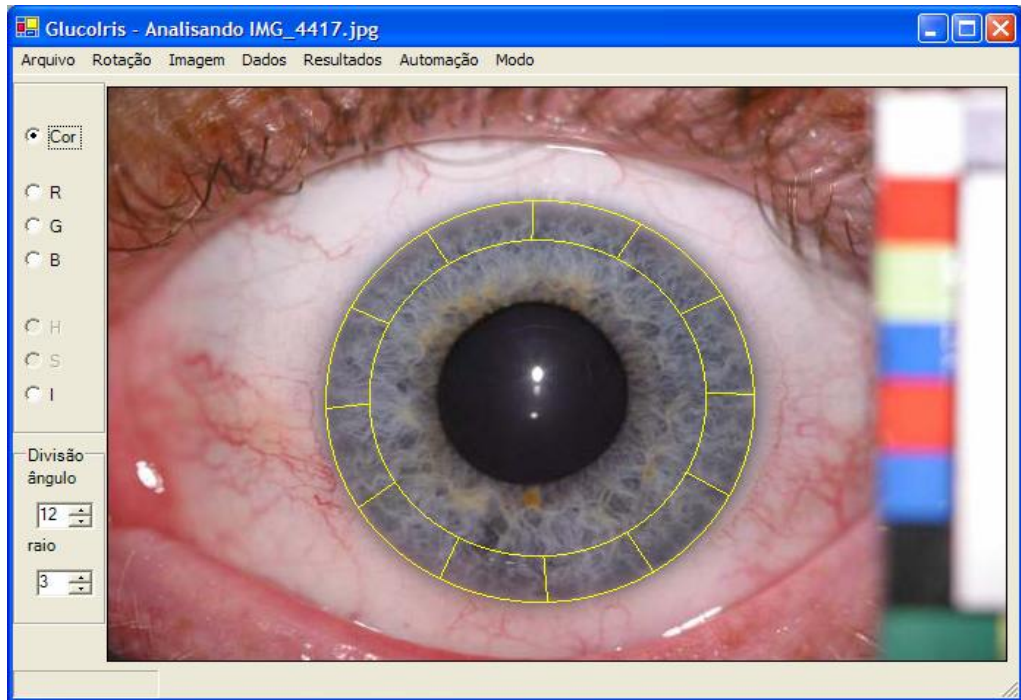 GlucoIris - Analisando IMG_4417.jpg
Arquivo Rotação Imagem Dados Resultados Automação Modo
Cor
R
G
B
H
S
I
Divisão
ângulo
12
raio
3